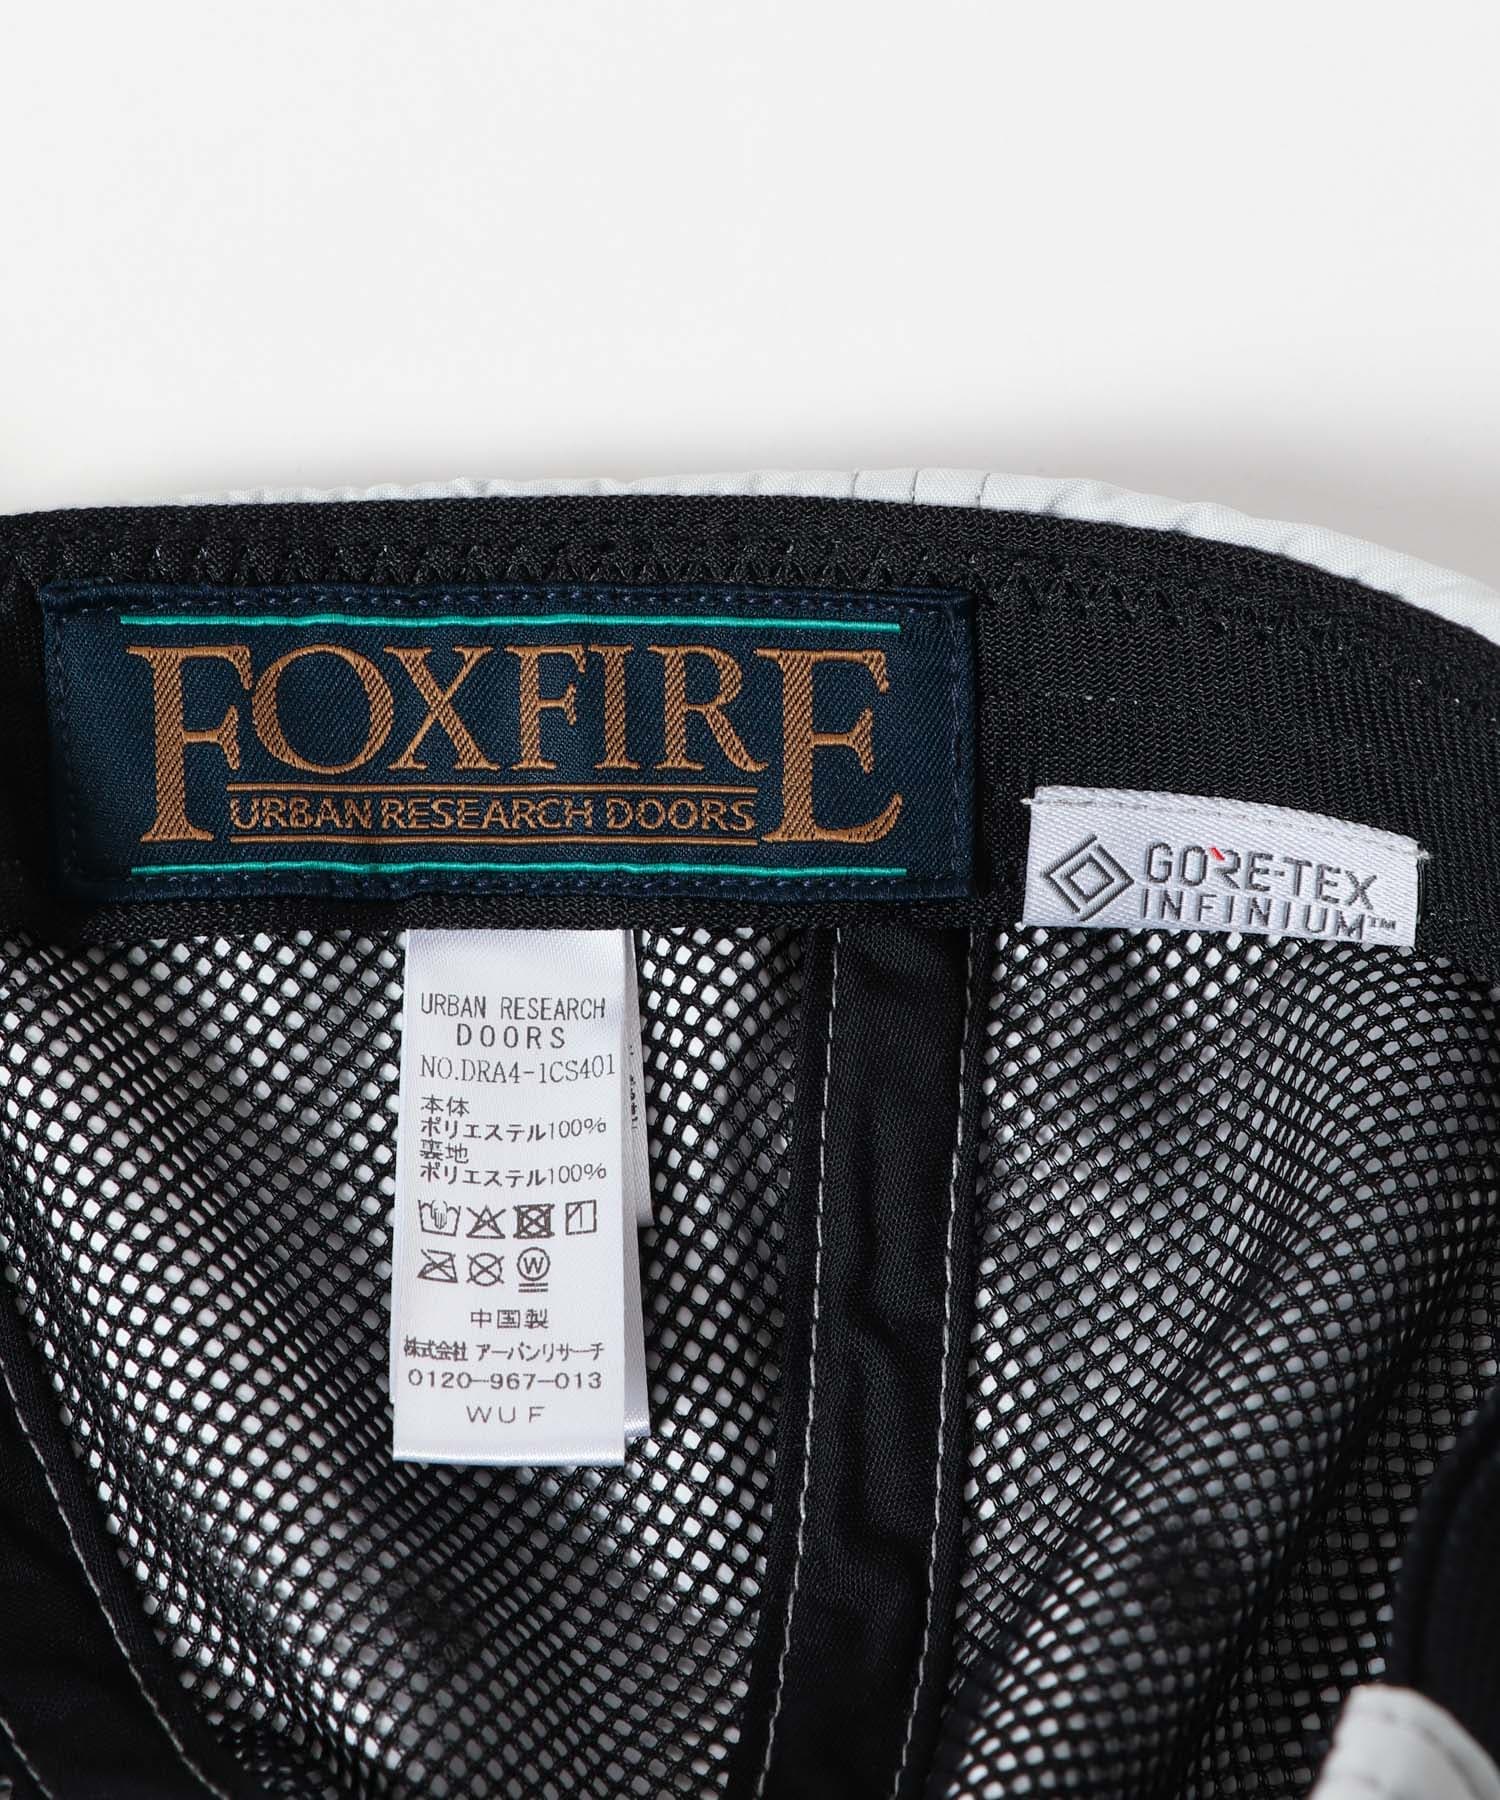 FOXFIRE
URBAN RESEARCH DOORS
GORE-TEX
INFINIUM™
URBAN RESEARCH
DOORS
NO.DRA4-1CS401
本体
ポリエステル100%
裏地
ポリエステル100%
W
中国製
株式会社 アーバンリサーチ
0120-967-013
WUF